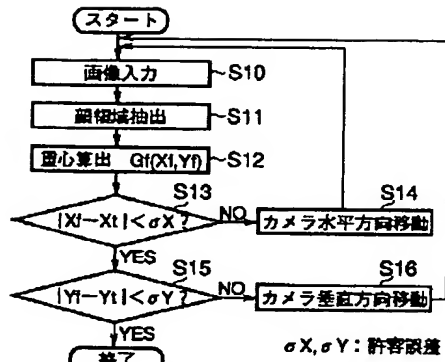 スタート
画像入力 S10
顔領域抽出 S11
重心算出 Gf(Xf,Yf) S12
S13
|Xf-Xt|<σX?
NO
S14
カメラ水平方向移動
YES
S15
|Yf-Yt|<σY?
NO
S16
カメラ垂直方向移動
YES
σX,σY:許容誤差
終了